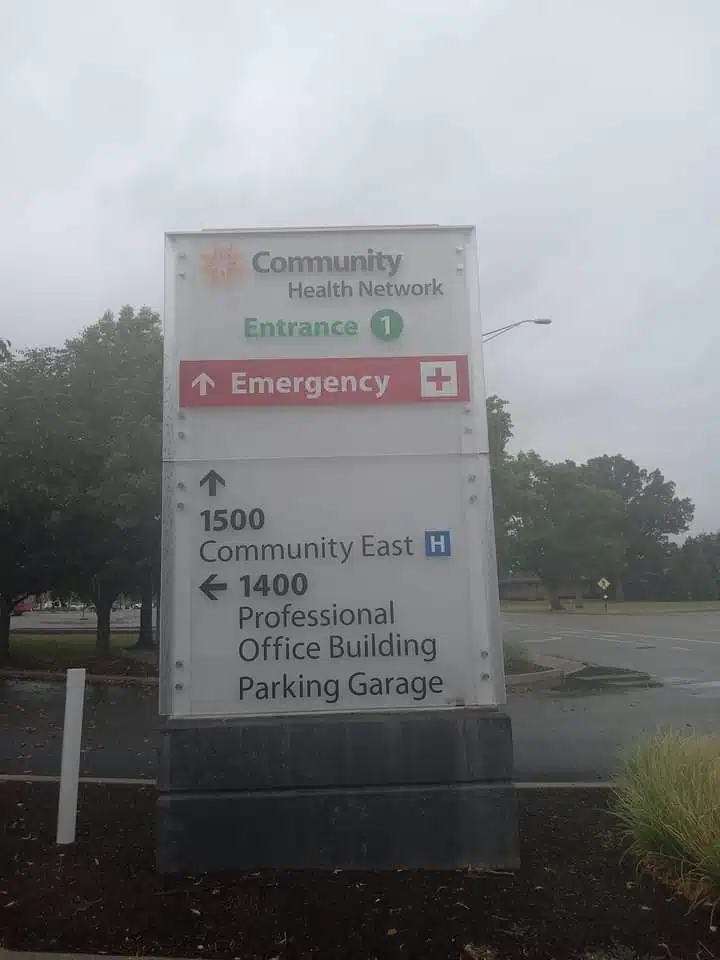 Community
Health Network
Entrance 1
Emergency
1500
Community East H
1400
Professional
Office Building
Parking Garage